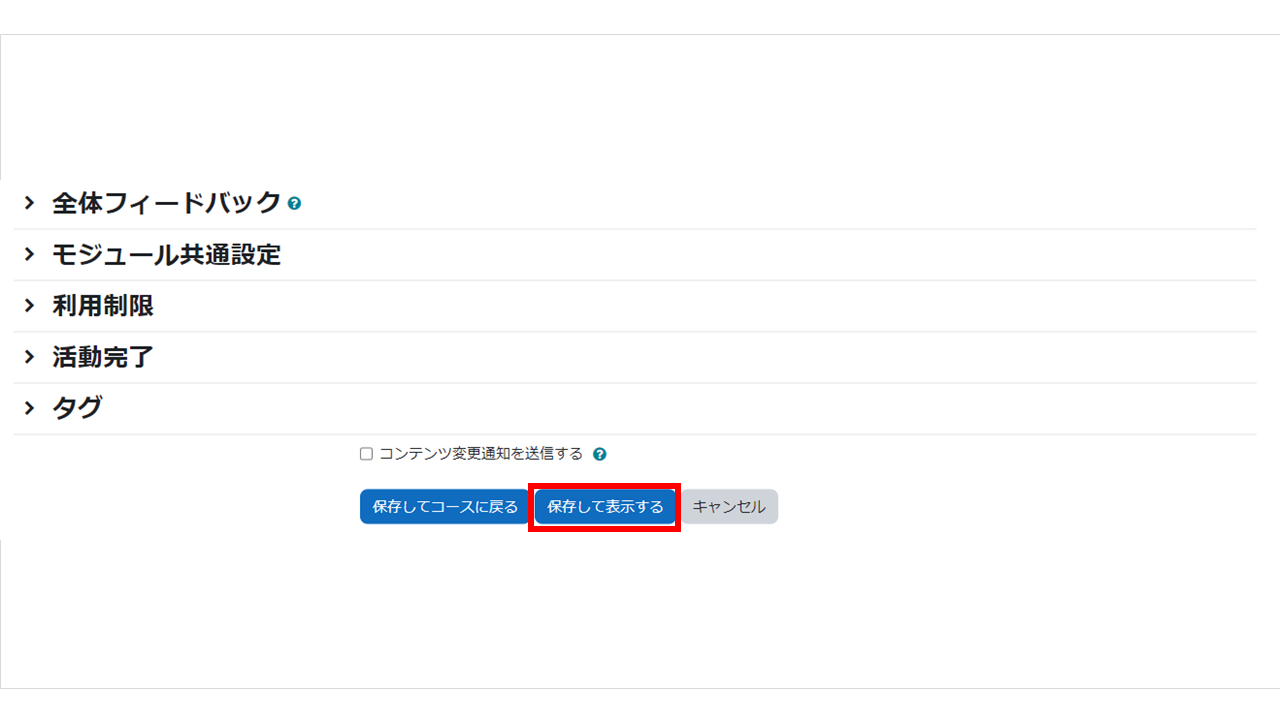 全体フィードバック
モジュール共通設定
利用制限
活動完了
タグ
コンテンツ変更通知を送信する
保存してコースに戻る 保存して表示する キャンセル